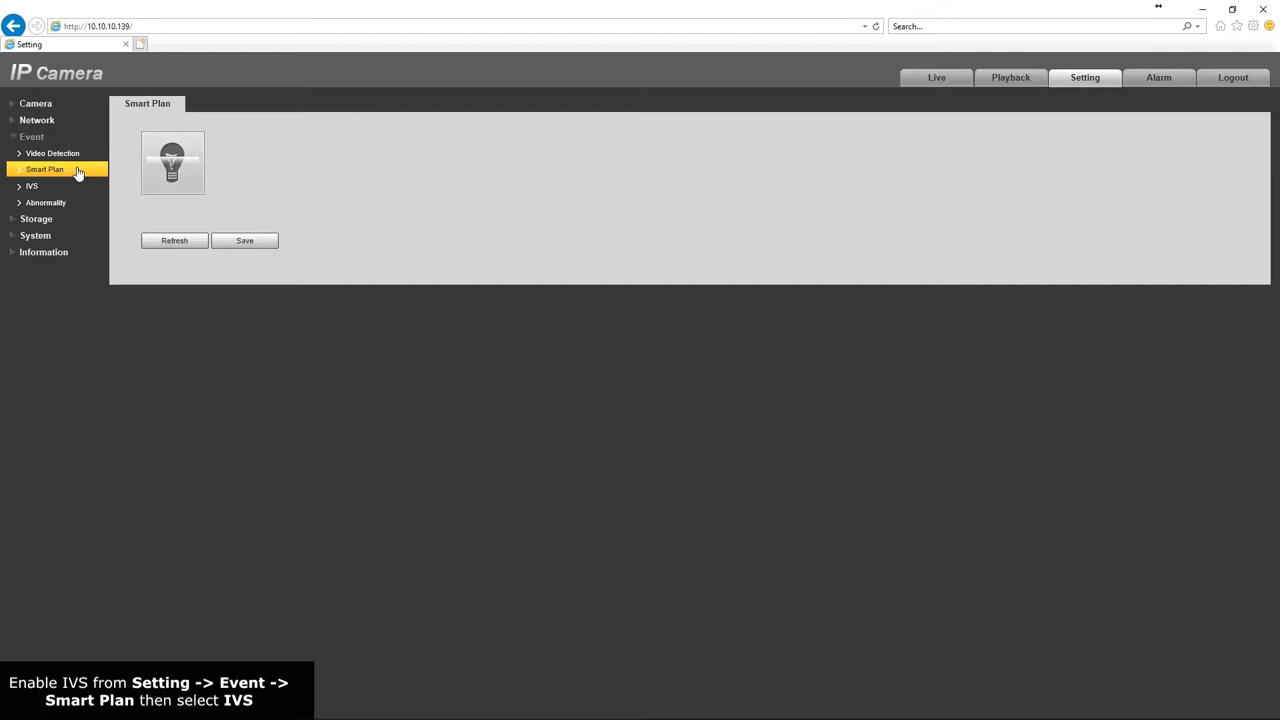 http://10.10.10.139/
Search...
Setting
IP Camera
Live
Playback
Setting
Alarm
Logout
Camera
Network
Event
Video Detection
Smart Plan
IVS
Abnormality
Storage
System
Information
Smart Plan
Refresh
Save
Enable IVS from Setting -> Event ->
Smart Plan then select IVS